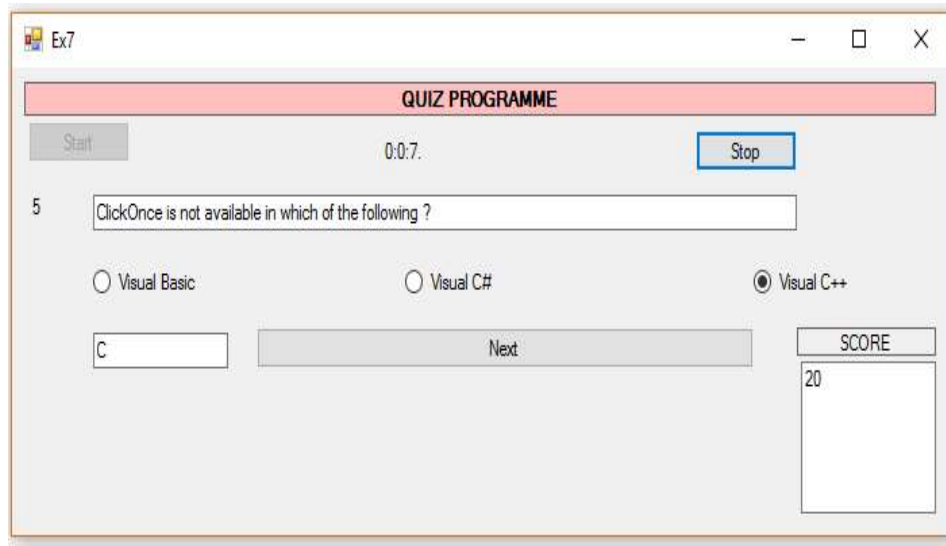 Ex7
QUIZ PROGRAMME
Start 0:0:7. Stop
5 ClickOnce is not available in which of the following ?
Visual Basic Visual C# Visual C++
C Next SCORE
20